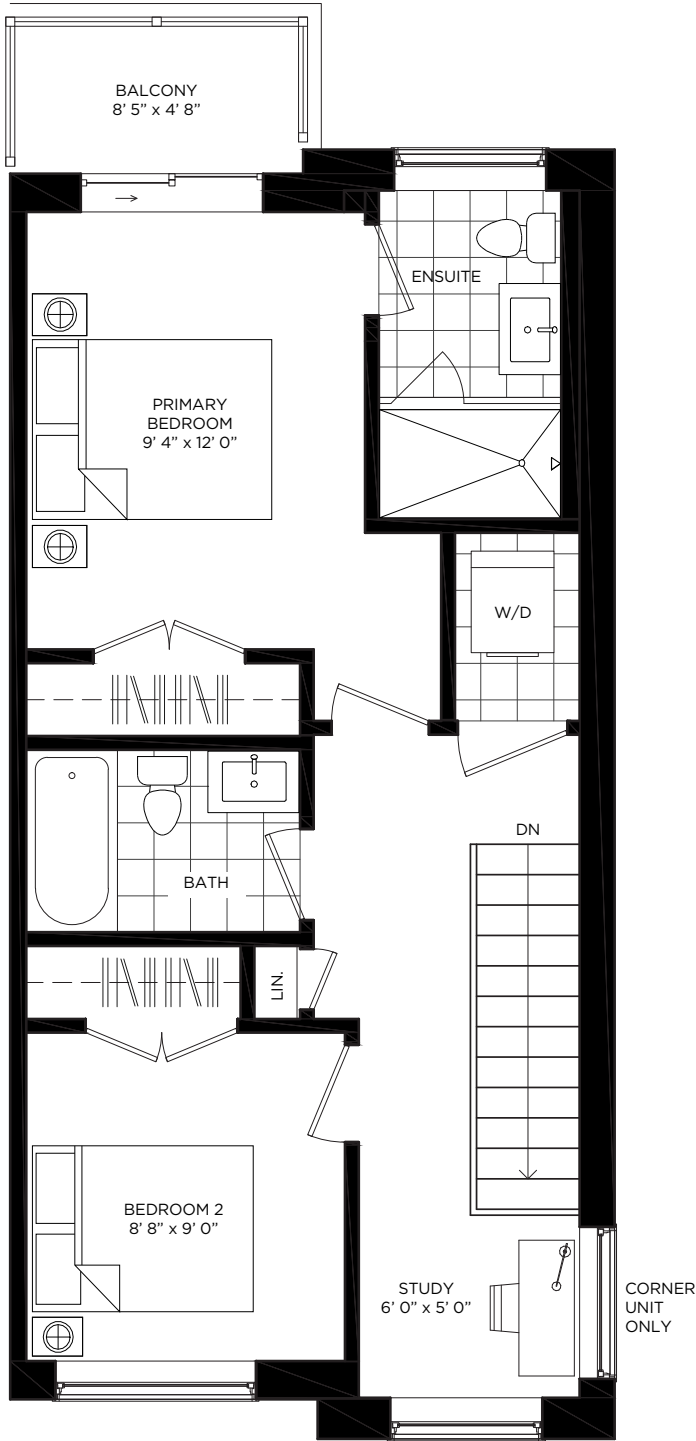 BALCONY
8’ 5” x 4’ 8”
ENSUITE
PRIMARY
BEDROOM
9’ 4” x 12’ 0”
W/D
DN
BATH
LIN.
BEDROOM 2
8’ 8” x 9’ 0”
STUDY
6’ 0” x 5’ 0”
CORNER
UNIT
ONLY